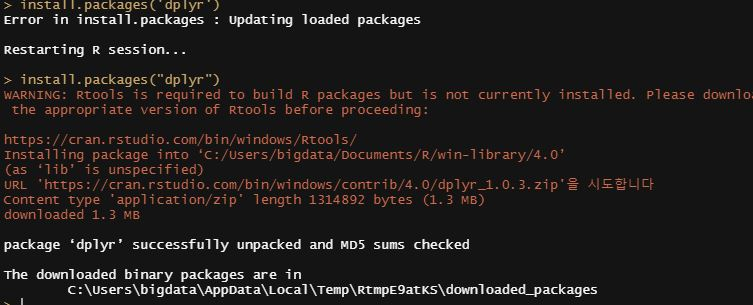 > install.packages('dplyr')
Error in install.packages : Updating loaded packages
Restarting R session...
> install.packages("dplyr")
WARNING: Rtools is required to build R packages but is not currently installed. Please downloa
the appropriate version of Rtools before proceeding:
https://cran.rstudio.com/bin/windows/Rtools/
Installing package into ‘C:/Users/bigdata/Documents/R/win-library/4.0’
(as ‘lib’ is unspecified)
URL 'https://cran.rstudio.com/bin/windows/contrib/4.0/dplyr_1.0.3.zip'을 시도합니다
Content type 'application/zip' length 1314892 bytes (1.3 MB)
downloaded 1.3 MB
package ‘dplyr’ successfully unpacked and MD5 sums checked
The downloaded binary packages are in
C:\Users\bigdata\AppData\Local\Temp\RtmpE9atKS\downloaded_packages
>